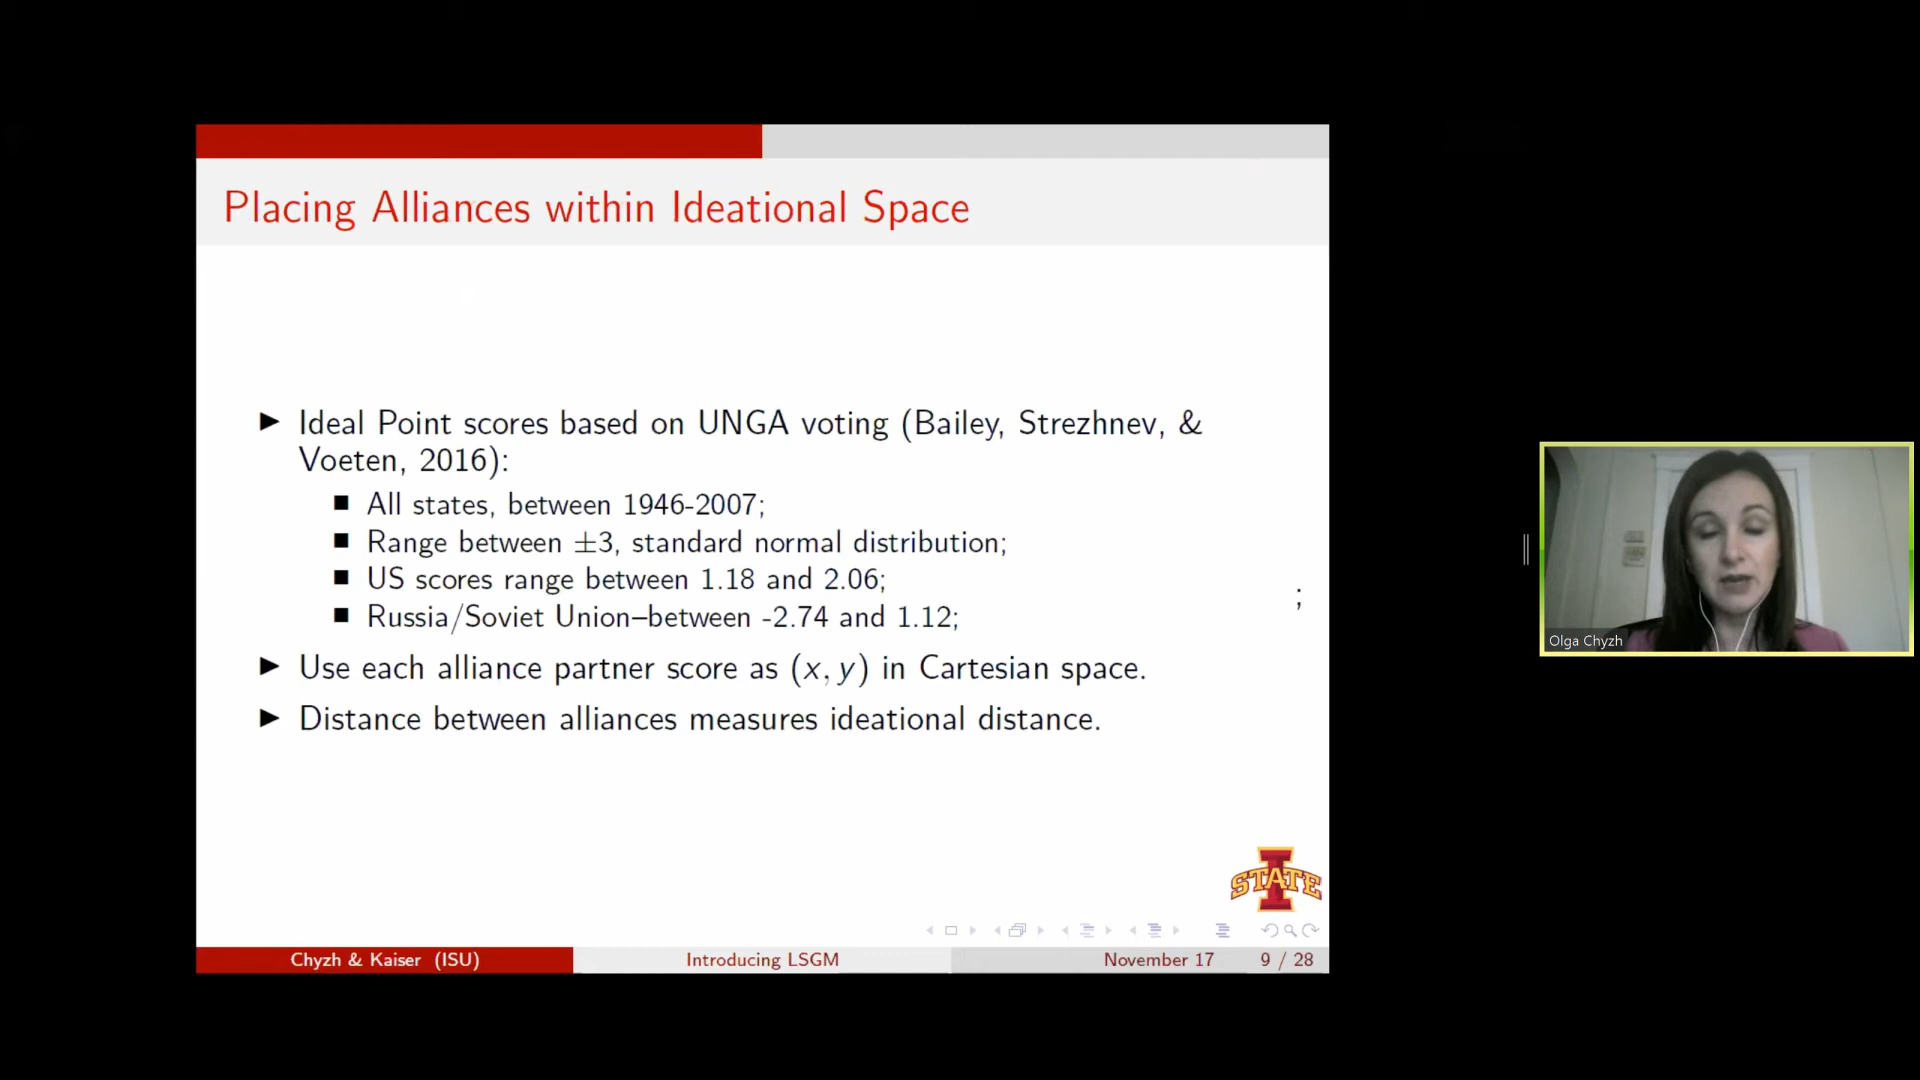 Placing Alliances within Ideational Space
► Ideal Point scores based on UNGA voting (Bailey, Strezhnev, &
Voeten, 2016):
■ All states, between 1946-2007;
■ Range between ±3, standard normal distribution;
■ US scores range between 1.18 and 2.06;
;
■ Russia/Soviet Union–between -2.74 and 1.12;
► Use each alliance partner score as (x, y) in Cartesian space.
► Distance between alliances measures ideational distance.
STATE
Chyzh & Kaiser (ISU) Introducing LSGM November 17 9 / 28
Olga Chyzh